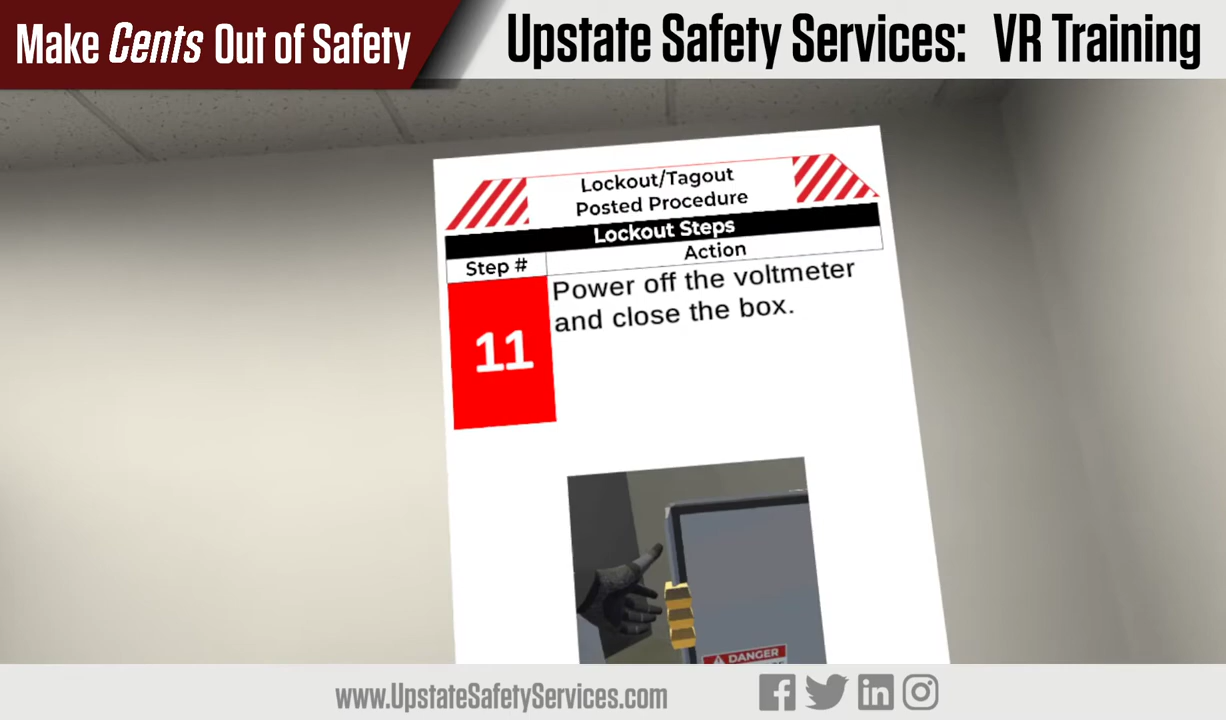 Make Cents Out of Safety
Upstate Safety Services: VR Training
Lockout/Tagout
Posted Procedure
Lockout Steps
Step #
Action
11
Power off the voltmeter
and close the box.
DANGER
www.UpstateSafetyServices.com